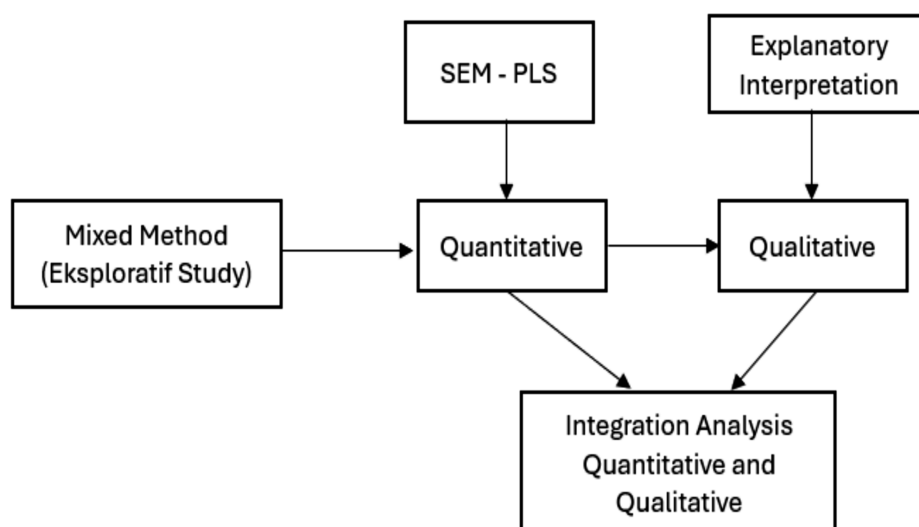 SEM - PLS
Explanatory
Interpretation
Mixed Method
(Eksploratif Study)
Quantitative
Qualitative
Integration Analysis
Quantitative and
Qualitative